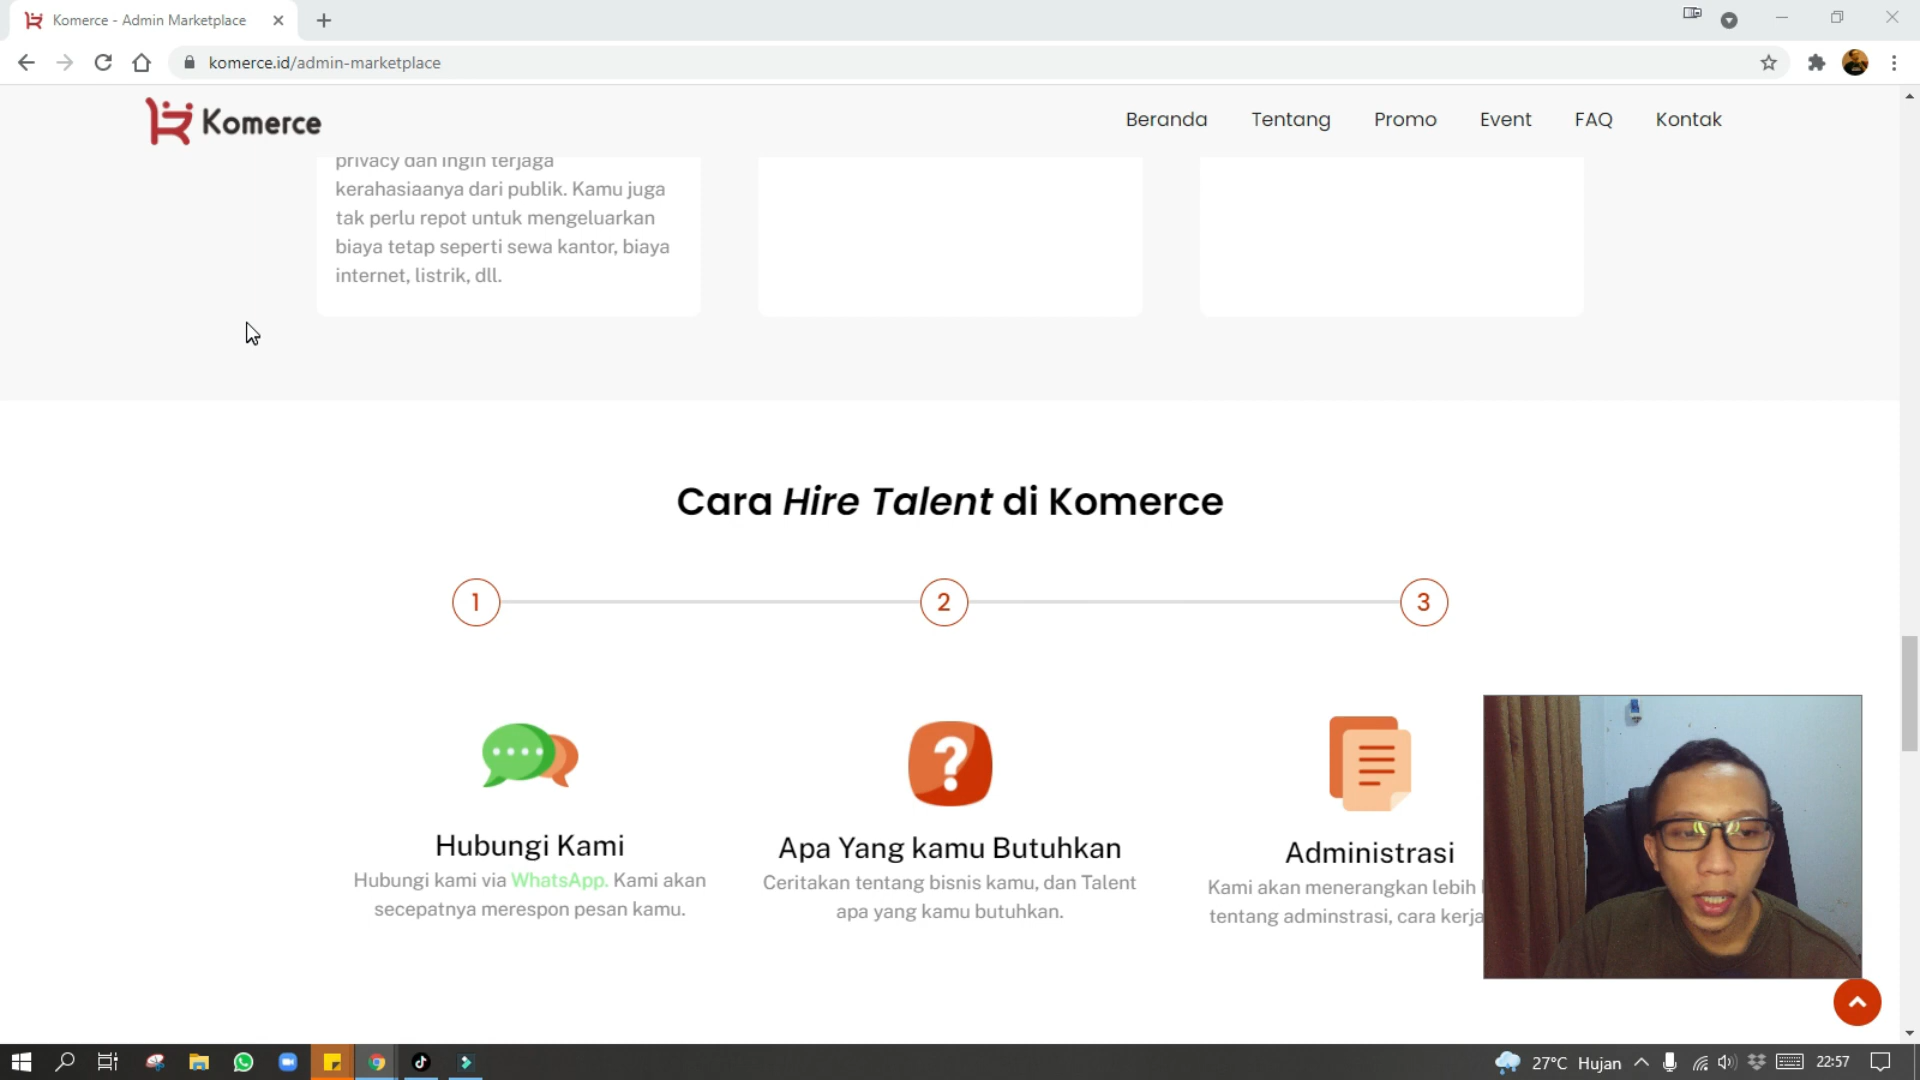 Komerce - Admin Marketplace
komerce.id/admin-marketplace
Komerce
Beranda Tentang Promo Event FAQ Kontak
privacy dan ingin terjaga
kerahasiaanya dari publik. Kamu juga
tak perlu repot untuk mengeluarkan
biaya tetap seperti sewa kantor, biaya
internet, listrik, dll.
Cara Hire Talent di Komerce
1 2 3
Hubungi Kami
Hubungi kami via WhatsApp. Kami akan
secepatnya merespon pesan kamu.
Apa Yang kamu Butuhkan
Ceritakan tentang bisnis kamu, dan Talent
apa yang kamu butuhkan.
Administrasi
Kami akan menerangkan lebih
tentang adminstrasi, cara kerja
27°C Hujan
22:57